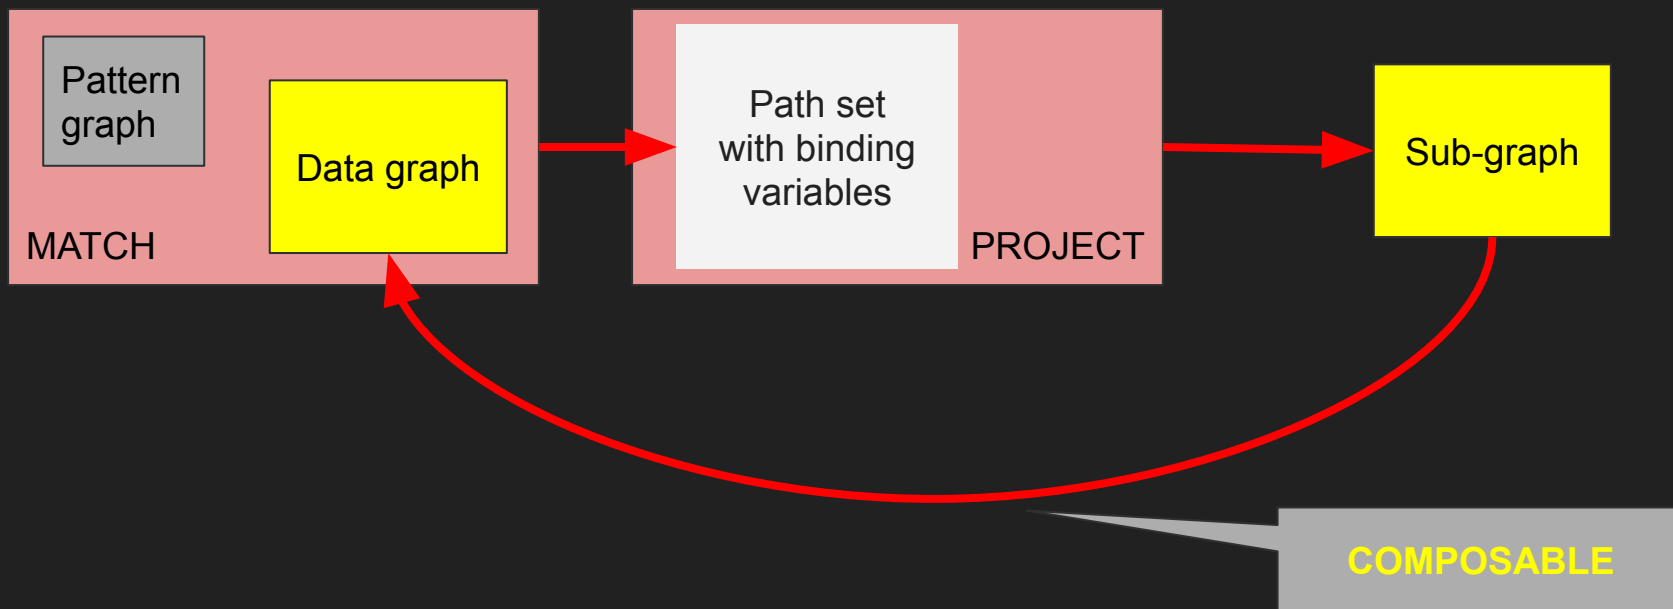 Pattern
graph
Data graph
MATCH
Path set
with binding
variables
PROJECT
Sub-graph
COMPOSABLE